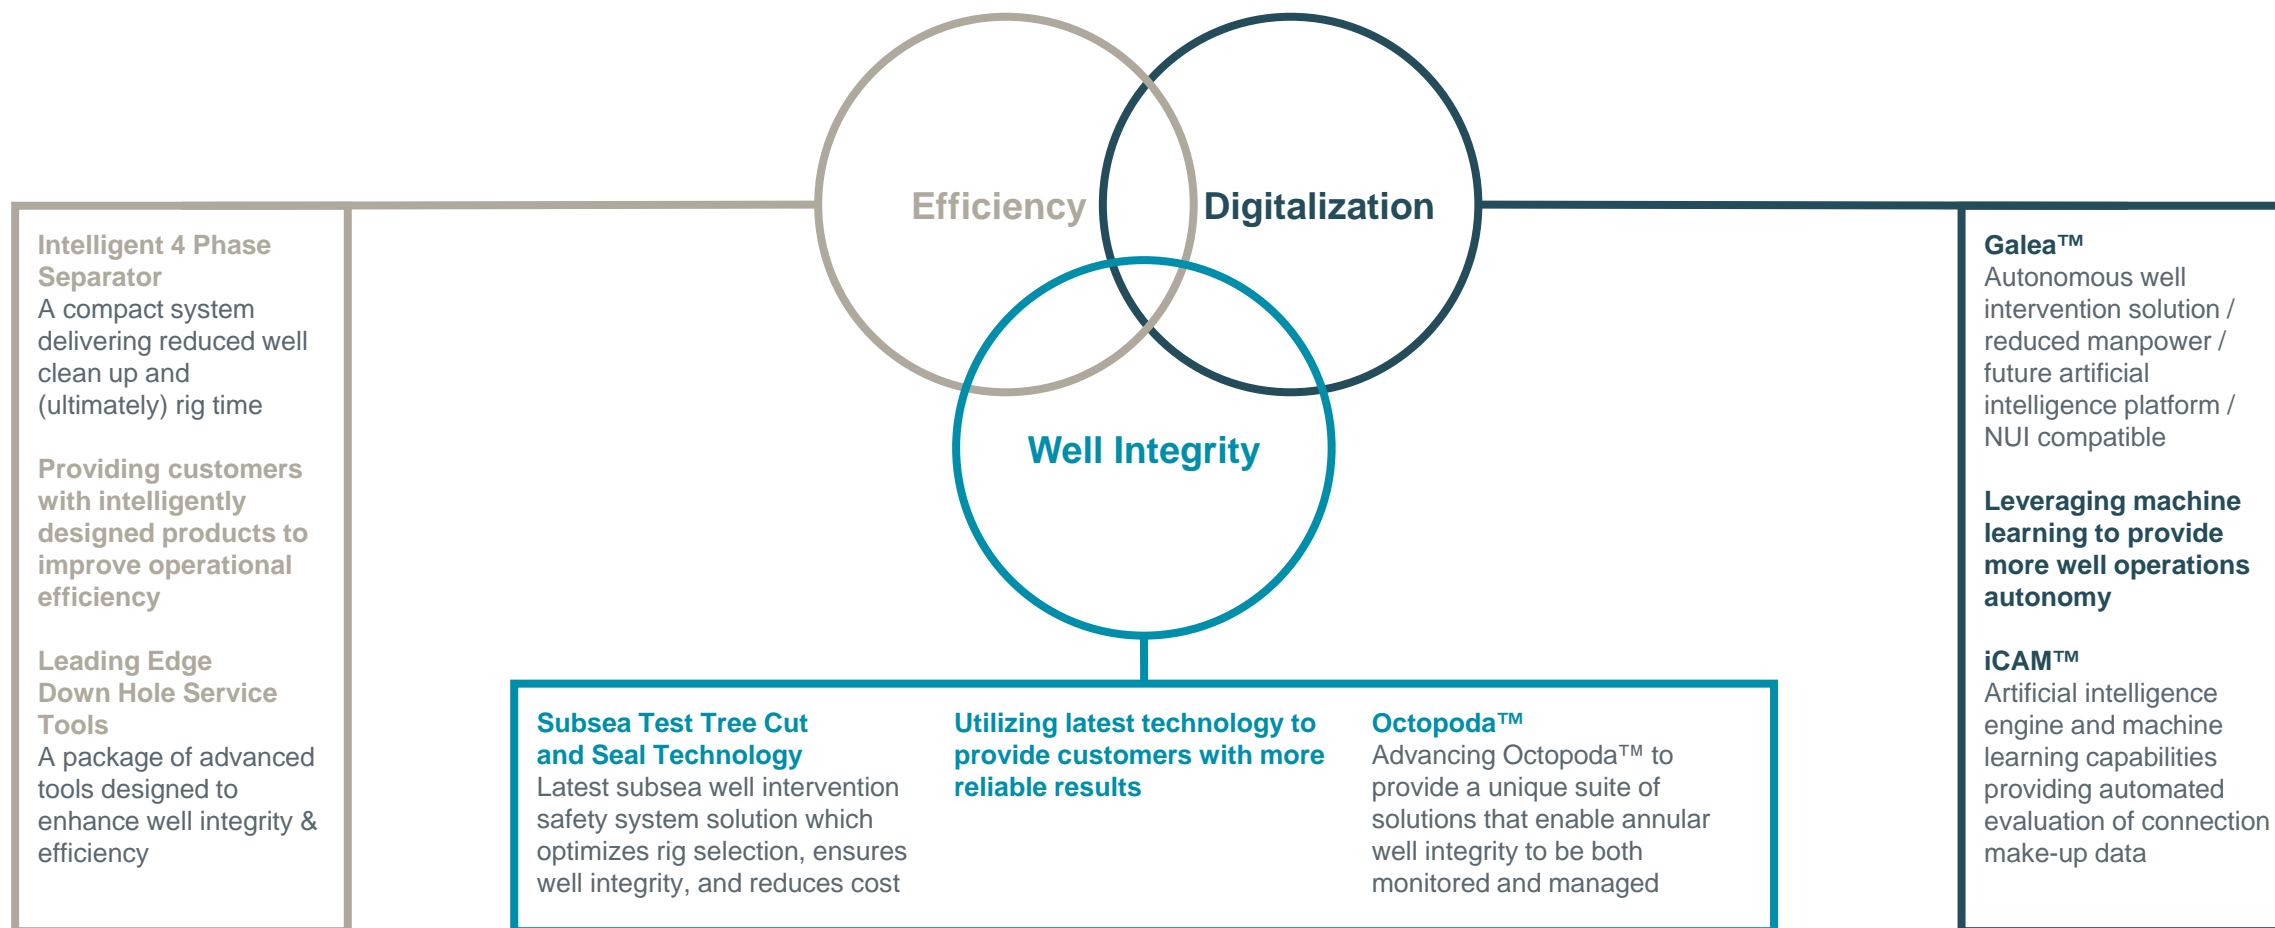 Efficiency
Digitalization
Well Integrity
Intelligent 4 Phase
Separator
A compact system
delivering reduced well
clean up and
(ultimately) rig time
Providing customers
with intelligently
designed products to
improve operational
efficiency
Leading Edge
Down Hole Service
Tools
A package of advanced
tools designed to
enhance well integrity &
efficiency
Subsea Test Tree Cut
and Seal Technology
Latest subsea well intervention
safety system solution which
optimizes rig selection, ensures
well integrity, and reduces cost
Utilizing latest technology to
provide customers with more
reliable results
Octopoda™
Advancing Octopoda™ to
provide a unique suite of
solutions that enable annular
well integrity to be both
monitored and managed
Galea™
Autonomous well
intervention solution /
reduced manpower /
future artificial
intelligence platform /
NUI compatible
Leveraging machine
learning to provide
more well operations
autonomy
iCAM™
Artificial intelligence
engine and machine
learning capabilities
providing automated
evaluation of connection
make-up data